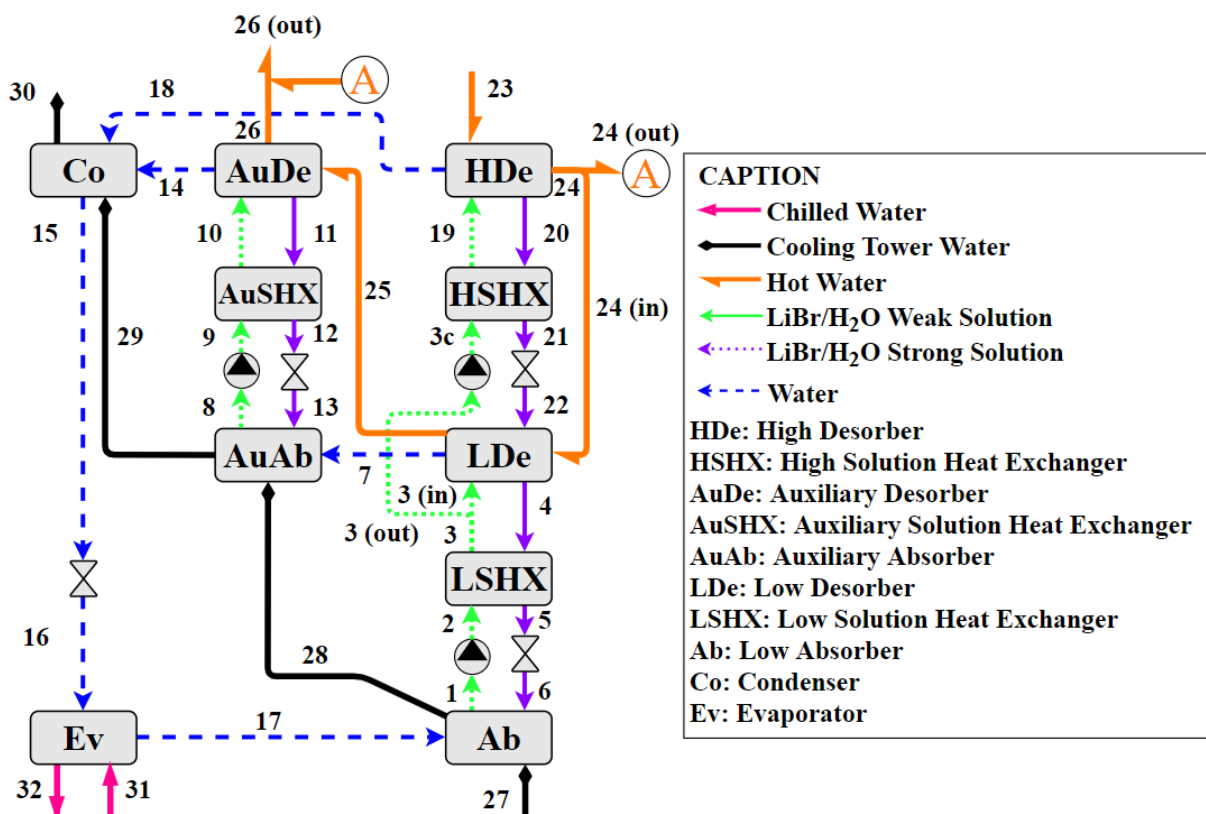 26 (out)
A
30
18
23
24 (out)
26
Co
AuDe
HDe
24
A
14
15
10
11
19
20
AuSHX
HSHX
25
24 (in)
29
9
12
3c
21
8
13
22
AuAb
LDe
7
3 (in)
4
3 (out)
3
LSHX
2
5
16
28
1
6
17
Ev
Ab
32
31
27
CAPTION
Chilled Water
Cooling Tower Water
Hot Water
LiBr/H₂O Weak Solution
LiBr/H₂O Strong Solution
Water
HDe: High Desorber
HSHX: High Solution Heat Exchanger
AuDe: Auxiliary Desorber
AuSHX: Auxiliary Solution Heat Exchanger
AuAb: Auxiliary Absorber
LDe: Low Desorber
LSHX: Low Solution Heat Exchanger
Ab: Low Absorber
Co: Condenser
Ev: Evaporator